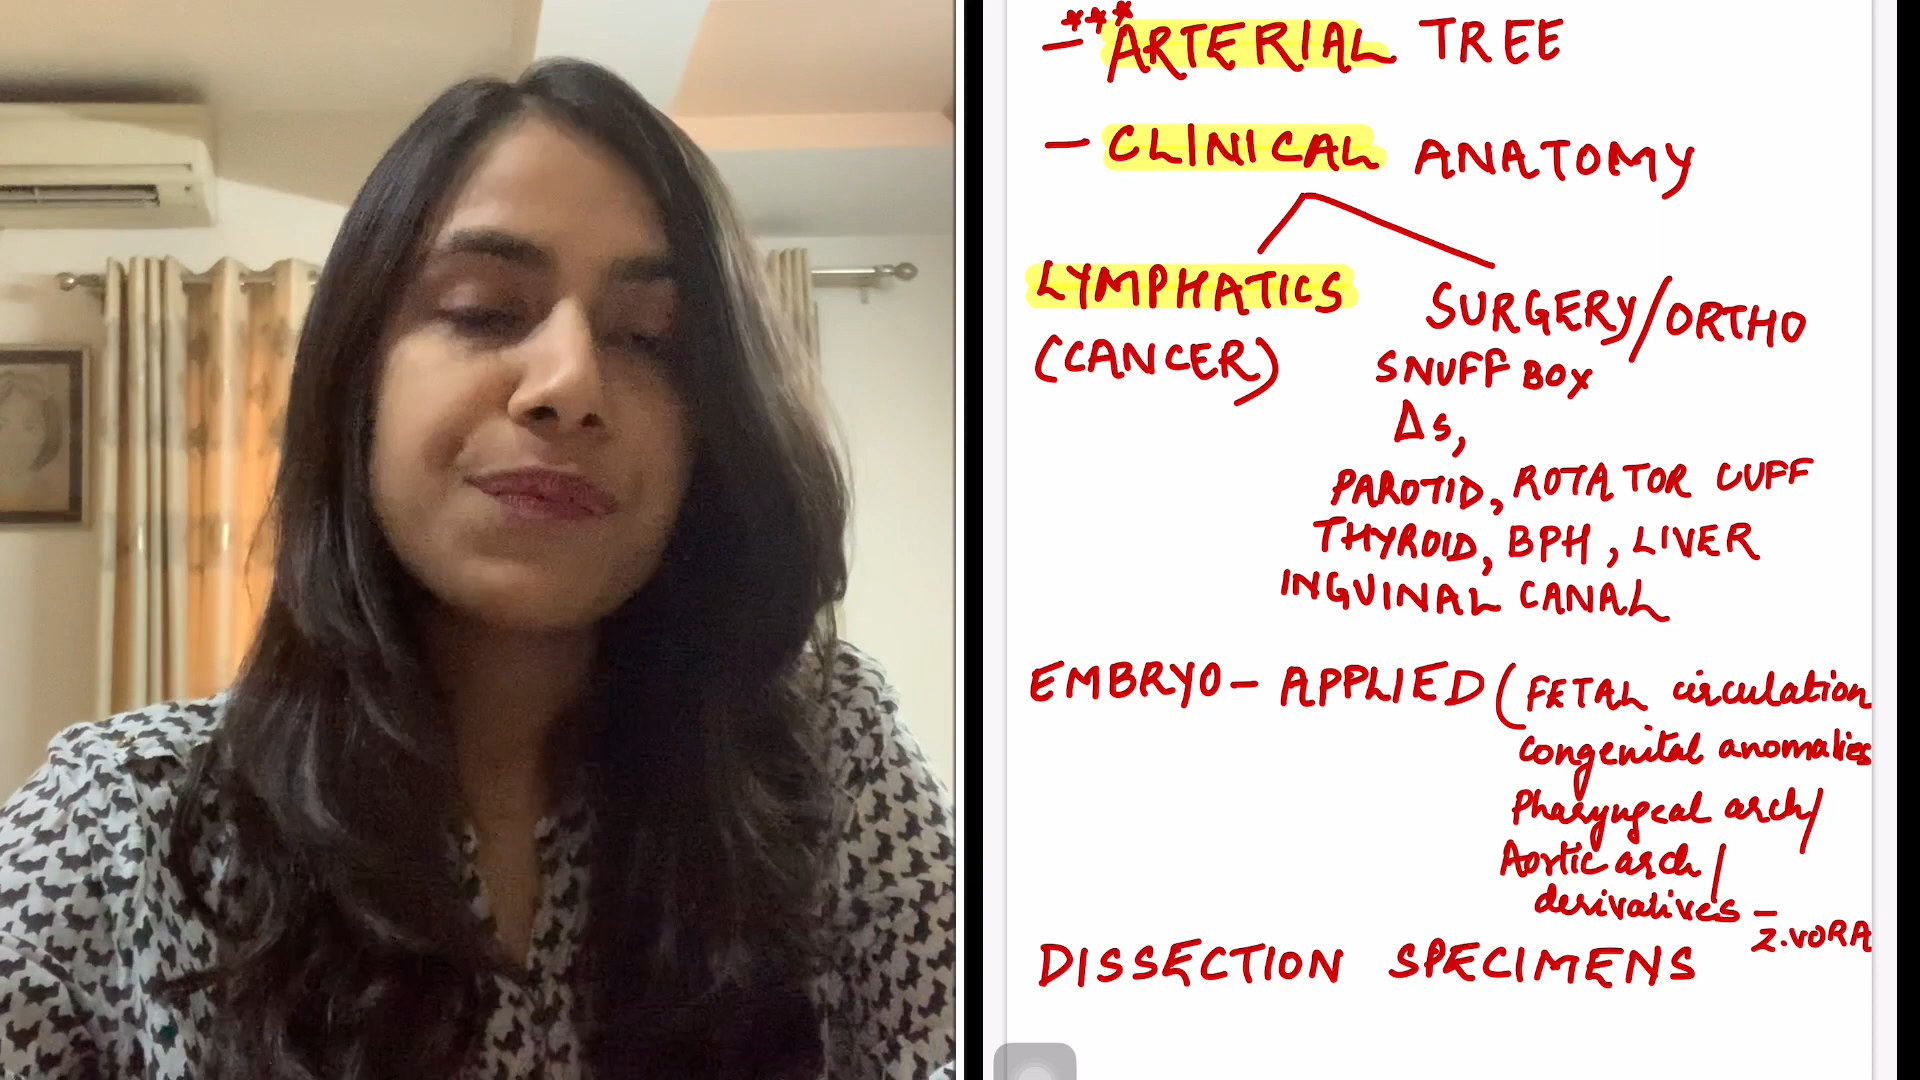 ***
- ARTERIAL TREE
- CLINICAL ANATOMY
LYMPHATICS
(CANCER)
SURGERY/ORTHO
SNUFF BOX
Δs,
PAROTID, ROTATOR CUFF
THYROID, BPH, LIVER
INGUINAL CANAL
EMBRYO - APPLIED (FETAL circulation
Congenital anomalies
Pharyngeal arch/
Aortic arch/
derivatives -
Z.VORA
DISSECTION SPECIMENS